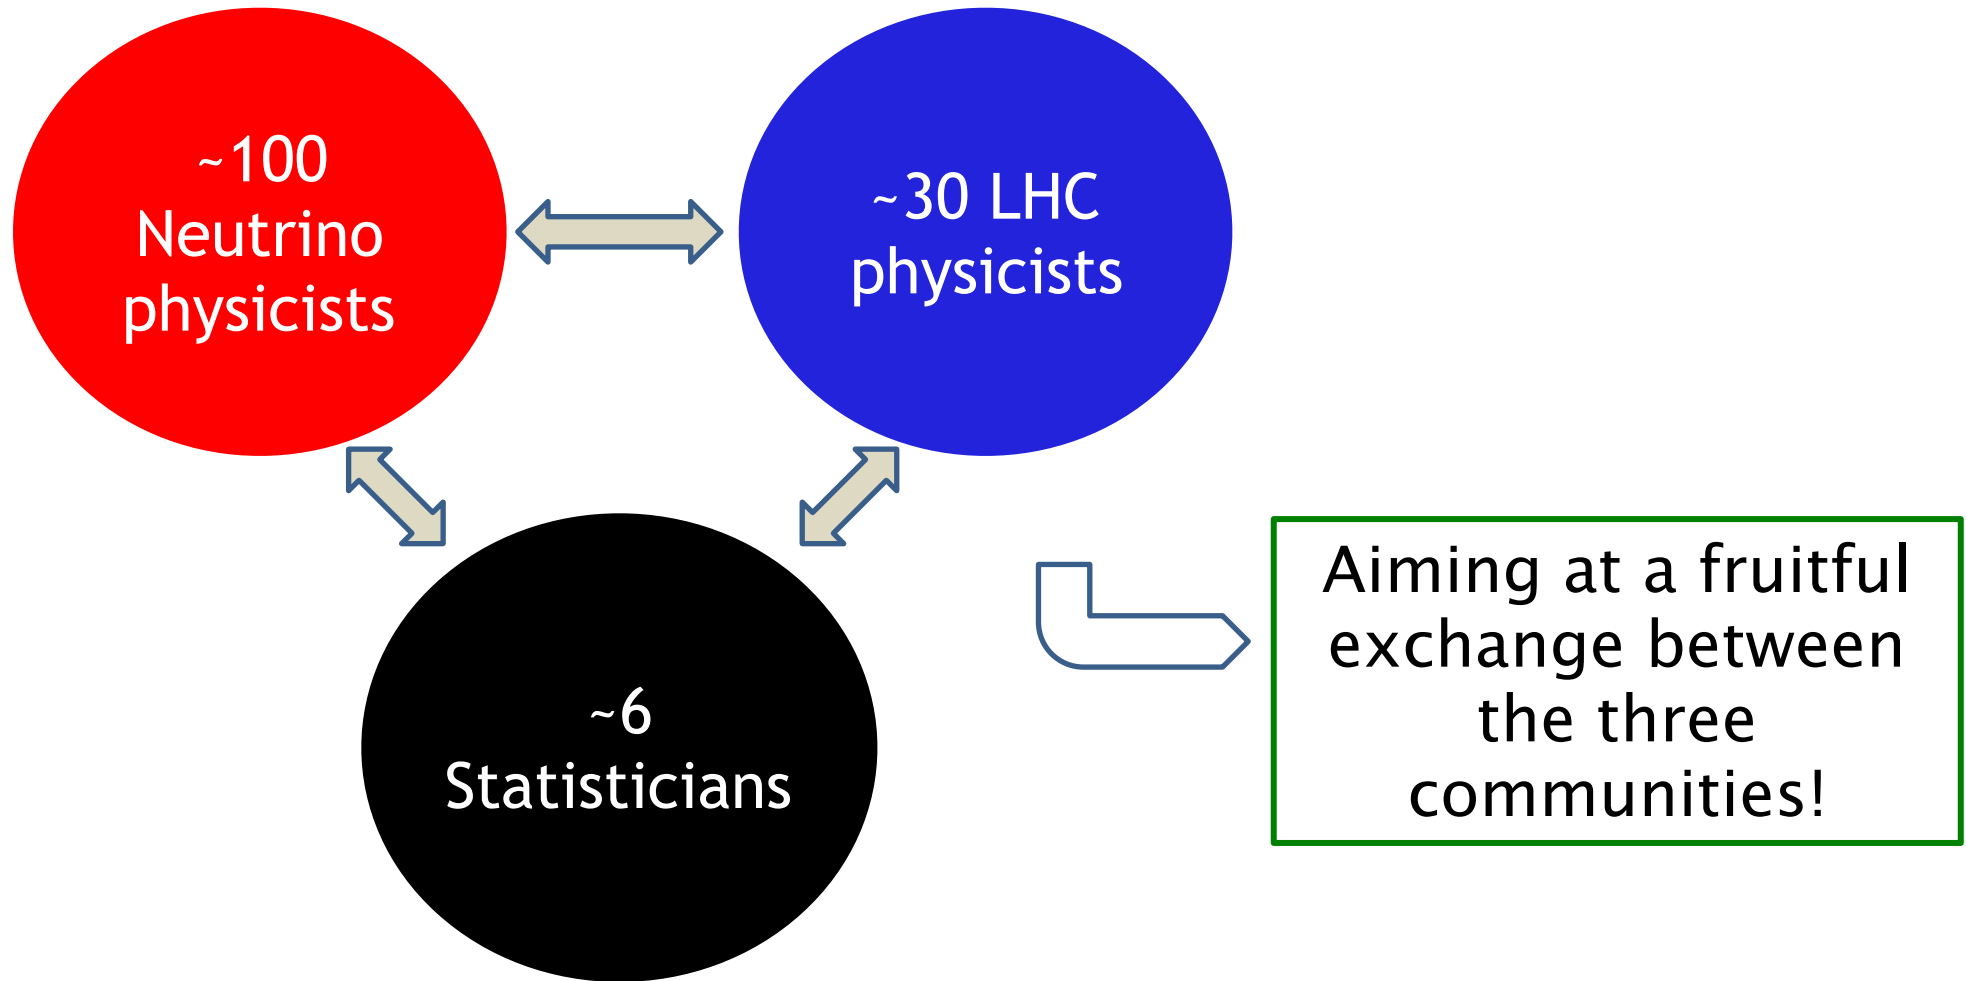 ~100
Neutrino
physicists
~30 LHC
physicists
~6
Statisticians
Aiming at a fruitful
exchange between
the three
communities!